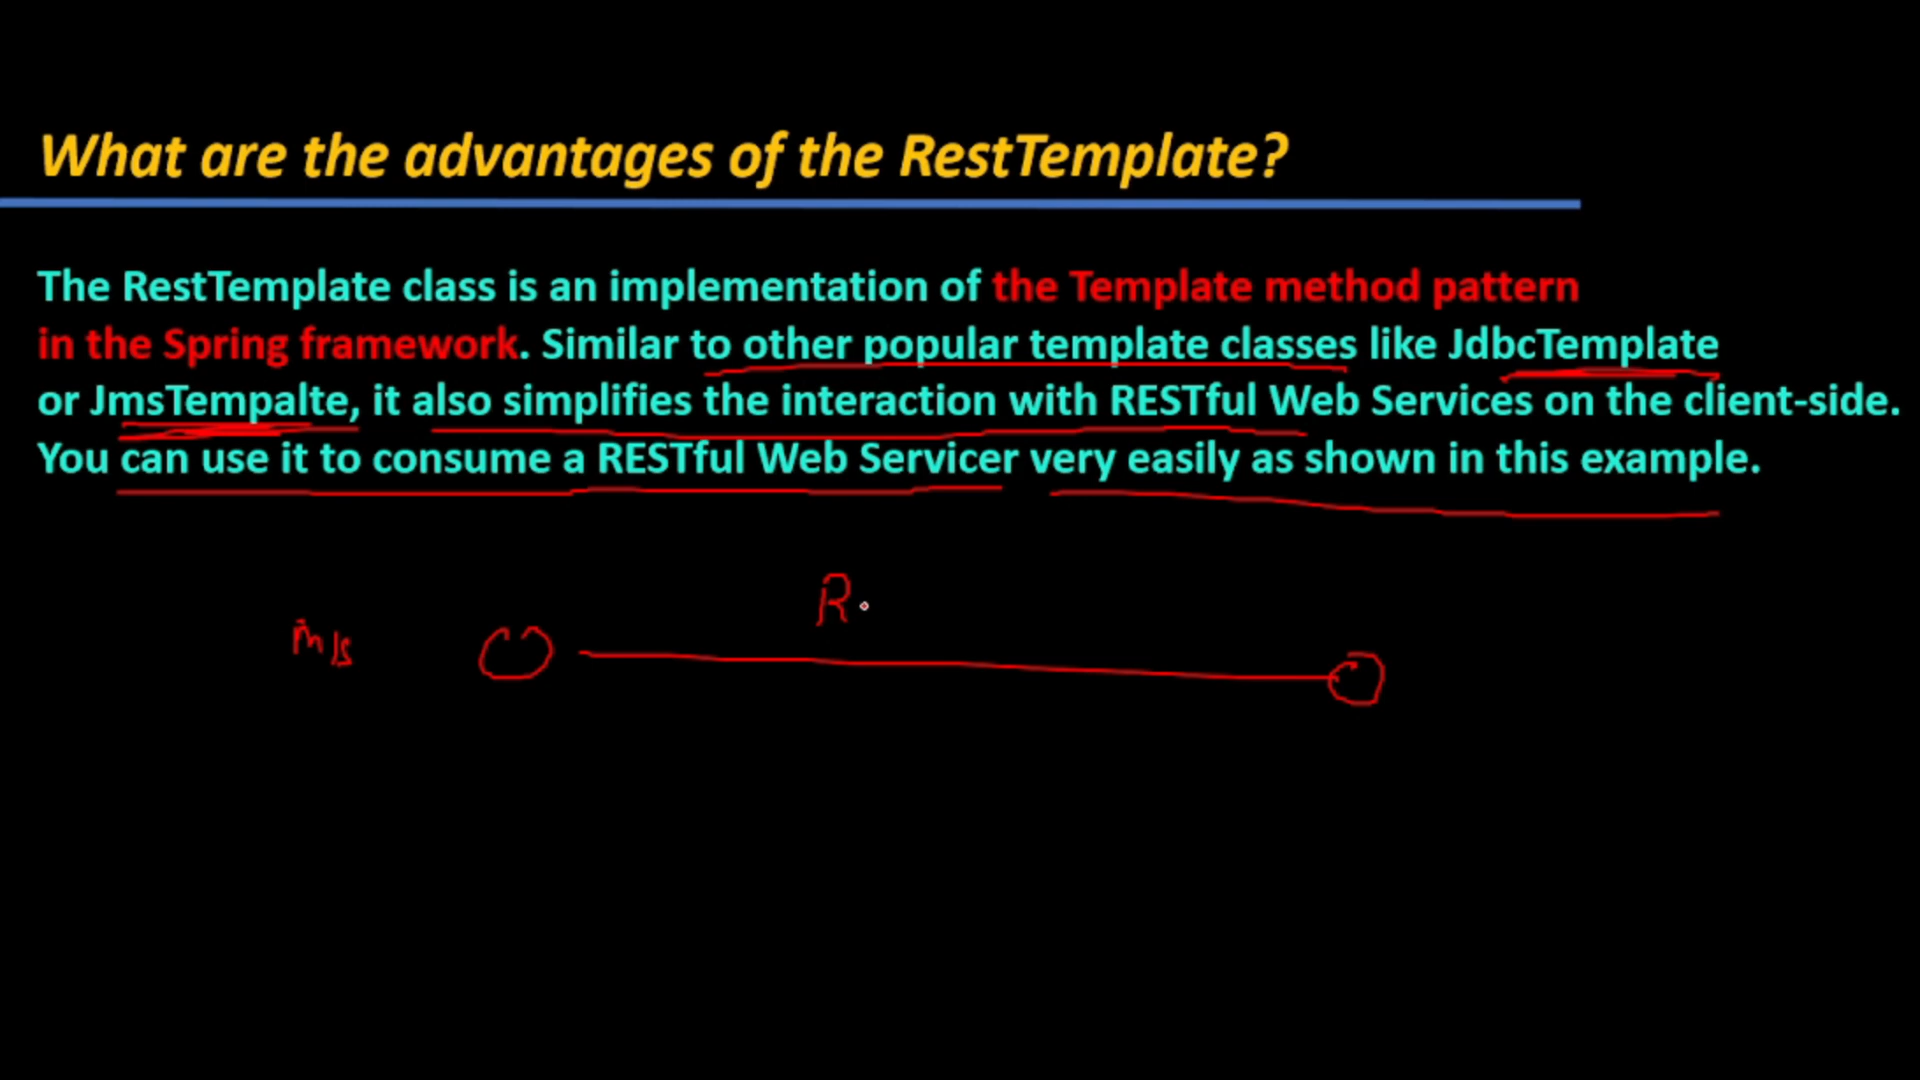 What are the advantages of the RestTemplate?
The RestTemplate class is an implementation of the Template method pattern
in the Spring framework. Similar to other popular template classes like JdbcTemplate
or JmsTempalte, it also simplifies the interaction with RESTful Web Services on the client-side.
You can use it to consume a RESTful Web Servicer very easily as shown in this example.
R
m/s